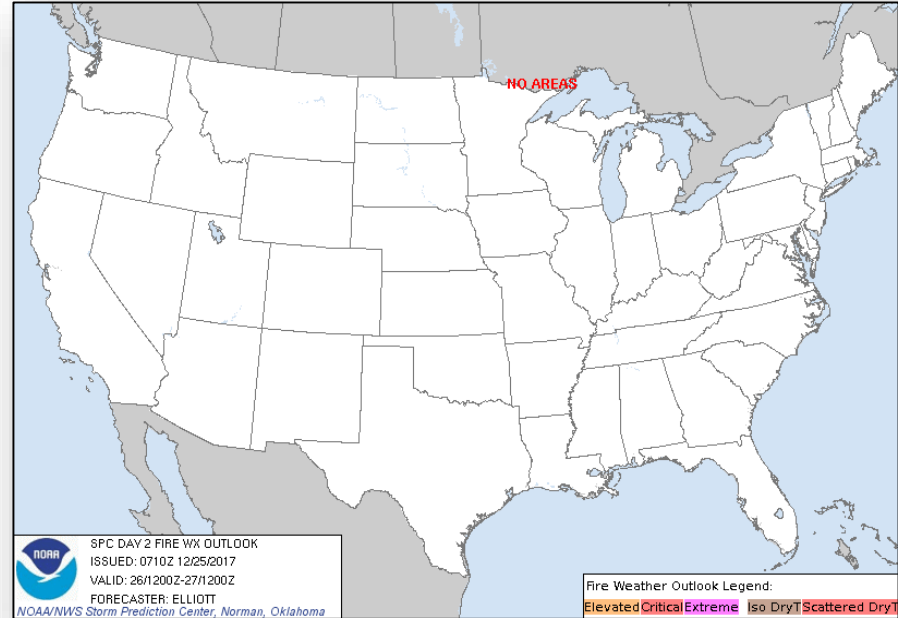 NO AREAS
NOAA
SPC DAY 2 FIRE WX OUTLOOK
ISSUED: 0710Z 12/25/2017
VALID: 26/1200Z-27/1200Z
FORECASTER: ELLIOTT
NOAA/NWS Storm Prediction Center, Norman, Oklahoma
Fire Weather Outlook Legend:
Elevated Critical Extreme Iso DryT Scattered DryT